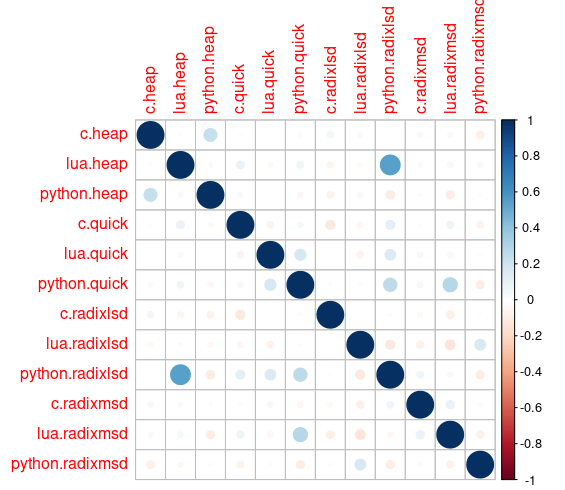 c.heap
lua.heap
python.heap
c.quick
lua.quick
python.quick
c.radixlsd
lua.radixlsd
python.radixlsd
c.radixmsd
lua.radixmsd
python.radixmsd
c.heap
lua.heap
python.heap
c.quick
lua.quick
python.quick
c.radixlsd
lua.radixlsd
python.radixlsd
c.radixmsd
lua.radixmsd
python.radixmsd
1
0.8
0.6
0.4
0.2
0
-0.2
-0.4
-0.6
-0.8
-1